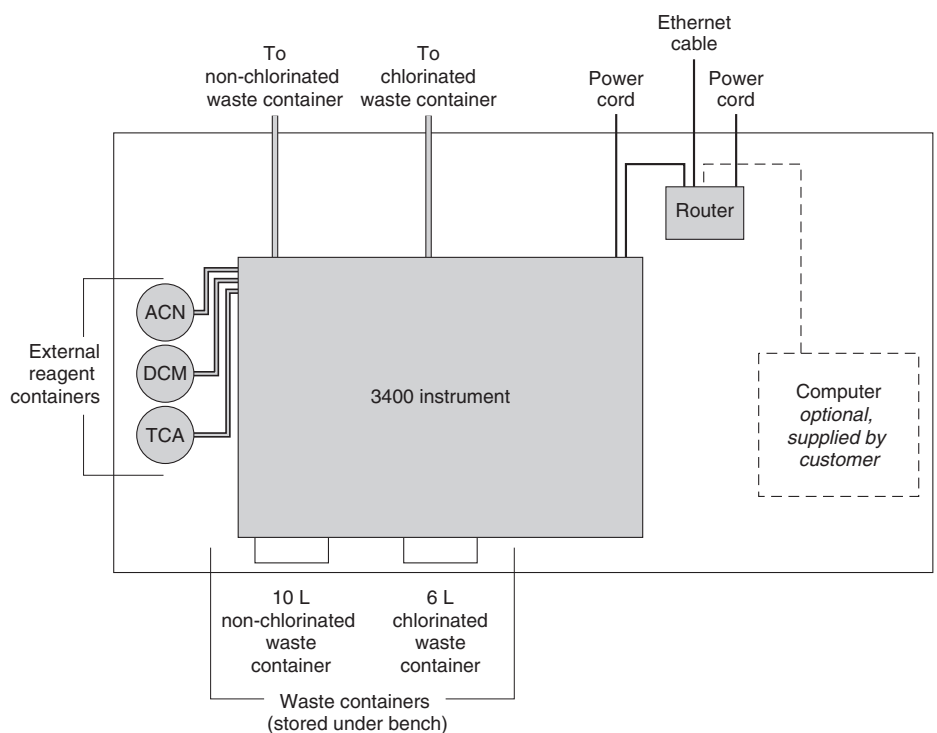 Ethernet
cable
To
non-chlorinated
waste container
To
chlorinated
waste container
Power
cord
Power
cord
Router
ACN
DCM
TCA
External
reagent
containers
3400 instrument
Computer
optional,
supplied by
customer
10 L
non-chlorinated
waste
container
6 L
chlorinated
waste
container
Waste containers
(stored under bench)